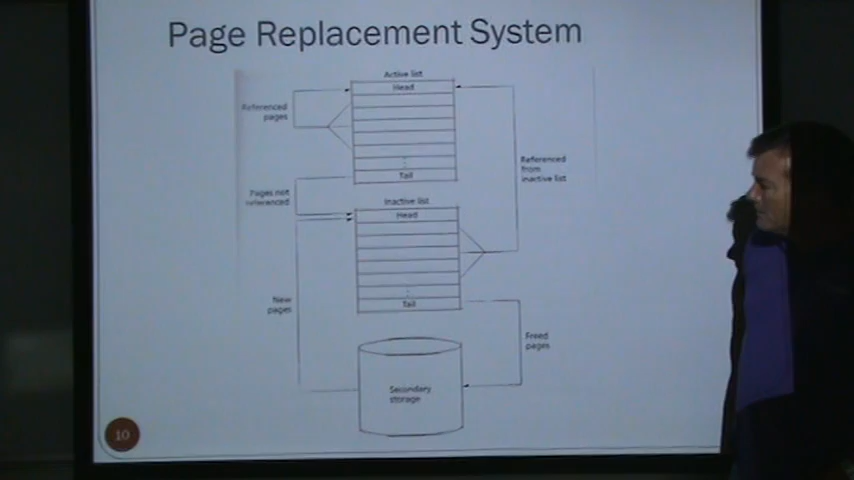 Page Replacement System
Active list
Head
Referenced
pages
Tail
Referenced
from
inactive list
Pages not
referenced
Inactive list
Head
New
pages
Tail
Freed
pages
Secondary
storage
10